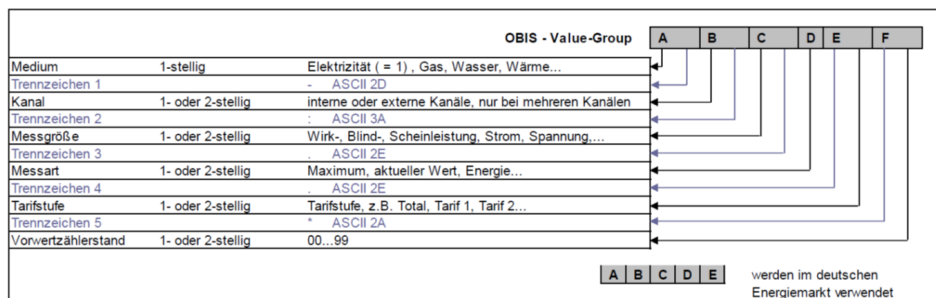 OBIS - Value-Group A B C D E F
Medium 1-stellig Elektrizität ( = 1) , Gas, Wasser, Wärme...
Trennzeichen 1 - ASCII 2D
Kanal 1- oder 2-stellig interne oder externe Kanäle, nur bei mehreren Kanälen
Trennzeichen 2 : ASCII 3A
Messgröße 1- oder 2-stellig Wirk-, Blind-, Scheinleistung, Strom, Spannung,...
Trennzeichen 3 . ASCII 2E
Messart 1- oder 2-stellig Maximum, aktueller Wert, Energie...
Trennzeichen 4 . ASCII 2E
Tarifstufe 1- oder 2-stellig Tarifstufe, z.B. Total, Tarif 1, Tarif 2...
Trennzeichen 5 * ASCII 2A
Vorwertzählerstand 1- oder 2-stellig 00...99
A B C D E werden im deutschen
Energiemarkt verwendet